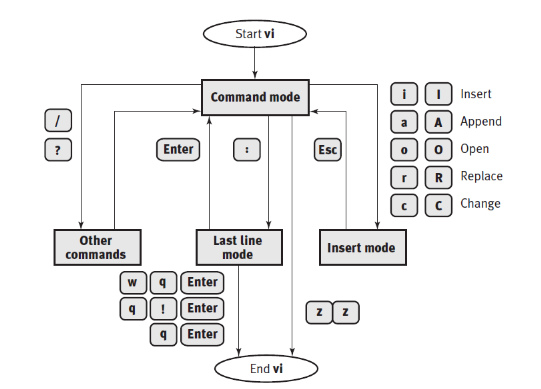 Start vi
Command mode
i I Insert
a A Append
o O Open
r R Replace
c C Change
/
?
Enter
:
Esc
Other
commands
Last line
mode
Insert mode
w q Enter
q ! Enter
q Enter
z z
End vi